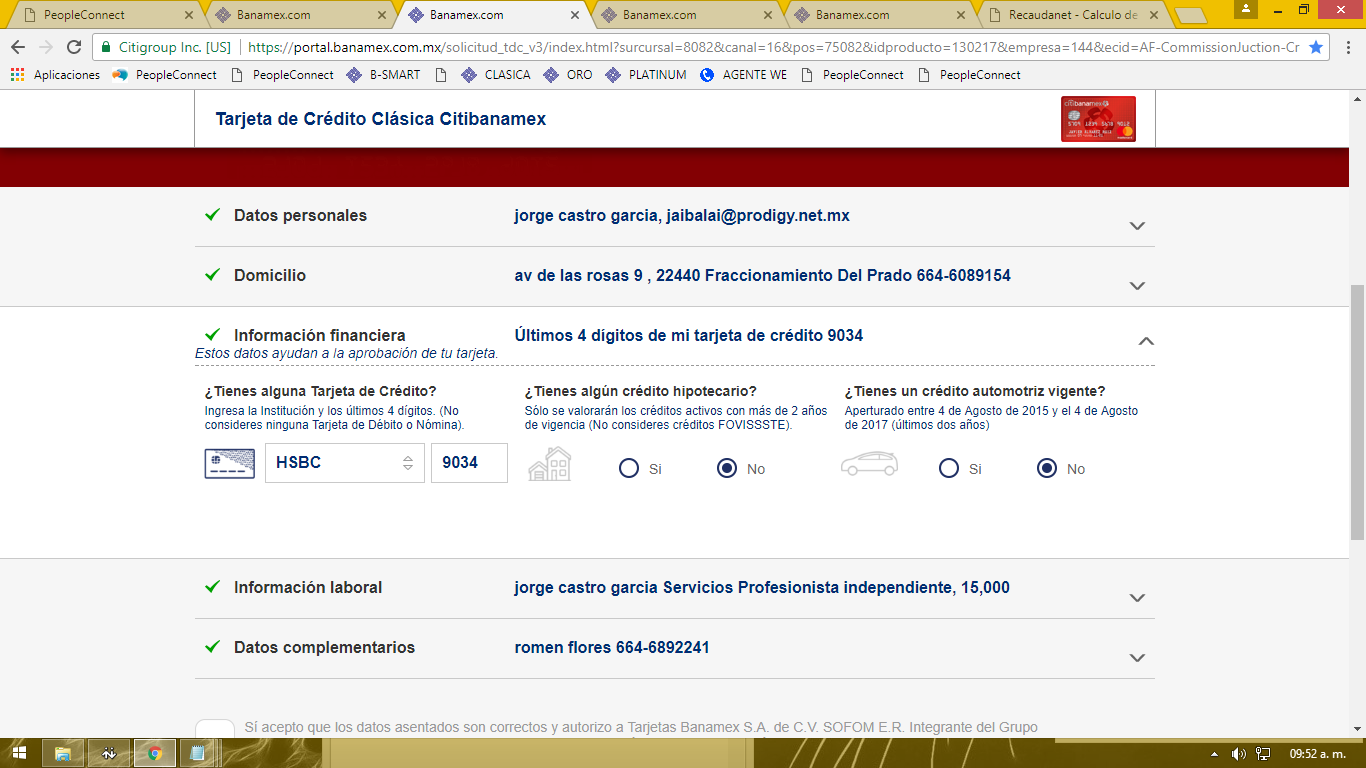 PeopleConnect
Banamex.com
Banamex.com
Banamex.com
Banamex.com
Recaudanet - Calculo de
Citigroup Inc. [US]
https://portal.banamex.com.mx/solicitud_tdc_v3/index.html?surcursal=8082&canal=16&pos=75082&idproducto=130217&empresa=144&ecid=AF-CommissionJuction-Cr
Aplicaciones PeopleConnect PeopleConnect B-SMART CLASICA ORO PLATINUM AGENTE WE PeopleConnect PeopleConnect
Tarjeta de Crédito Clásica Citibanamex
citibanamex
Datos personales jorge castro garcia, jaibalai@prodigy.net.mx
Domicilio av de las rosas 9 , 22440 Fraccionamiento Del Prado 664-6089154
Información financiera Últimos 4 dígitos de mi tarjeta de crédito 9034
Estos datos ayudan a la aprobación de tu tarjeta.
¿Tienes alguna Tarjeta de Crédito?
Ingresa la Institución y los últimos 4 dígitos. (No
consideres ninguna Tarjeta de Débito o Nómina).
HSBC 9034
¿Tienes algún crédito hipotecario?
Sólo se valorarán los créditos activos con más de 2 años
de vigencia (No consideres créditos FOVISSSTE).
Si No
¿Tienes un crédito automotriz vigente?
Aperturado entre 4 de Agosto de 2015 y el 4 de Agosto
de 2017 (últimos dos años)
Si No
Información laboral jorge castro garcia Servicios Profesionista independiente, 15,000
Datos complementarios romen flores 664-6892241
Sí acepto que los datos asentados son correctos y autorizo a Tarjetas Banamex S.A. de C.V. SOFOM E.R. Integrante del Grupo
09:52 a. m.